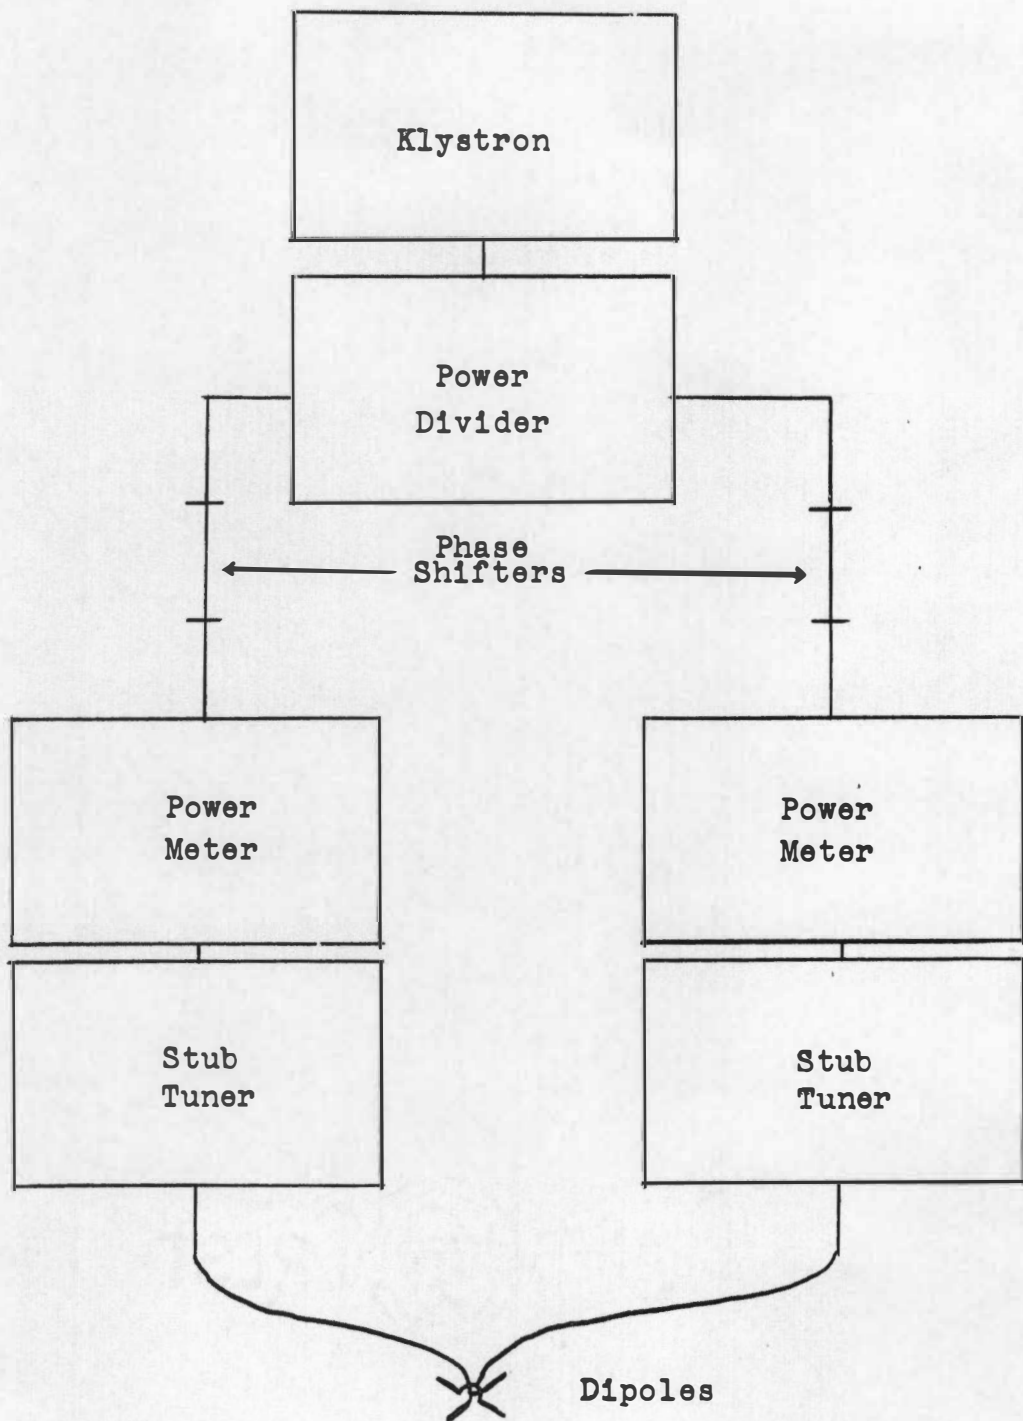 Klystron
Power
Divider
Phase
Shifters
Power
Meter
Power
Meter
Stub
Tuner
Stub
Tuner
Dipoles